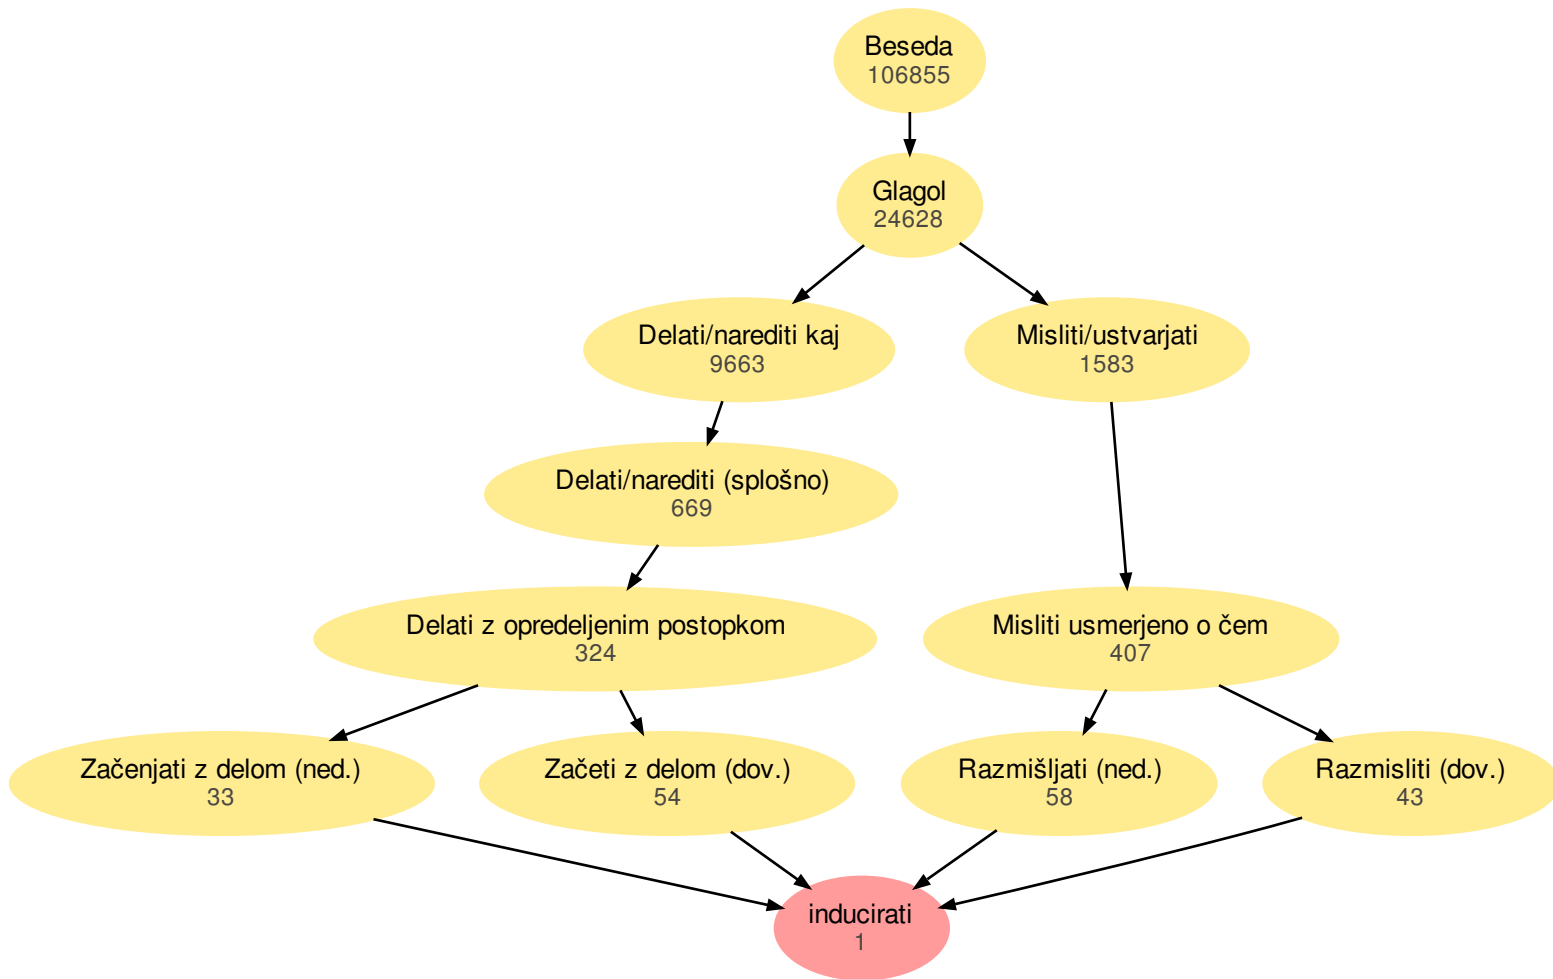 Beseda
106855
Glagol
24628
Delati/narediti kaj
9663
Misliti/ustvarjati
1583
Delati/narediti (splošno)
669
Delati z opredeljenim postopkom
324
Misliti usmerjeno o čem
407
Začenjati z delom (ned.)
33
Začeti z delom (dov.)
54
Razmišljati (ned.)
58
Razmisliti (dov.)
43
inducirati
1